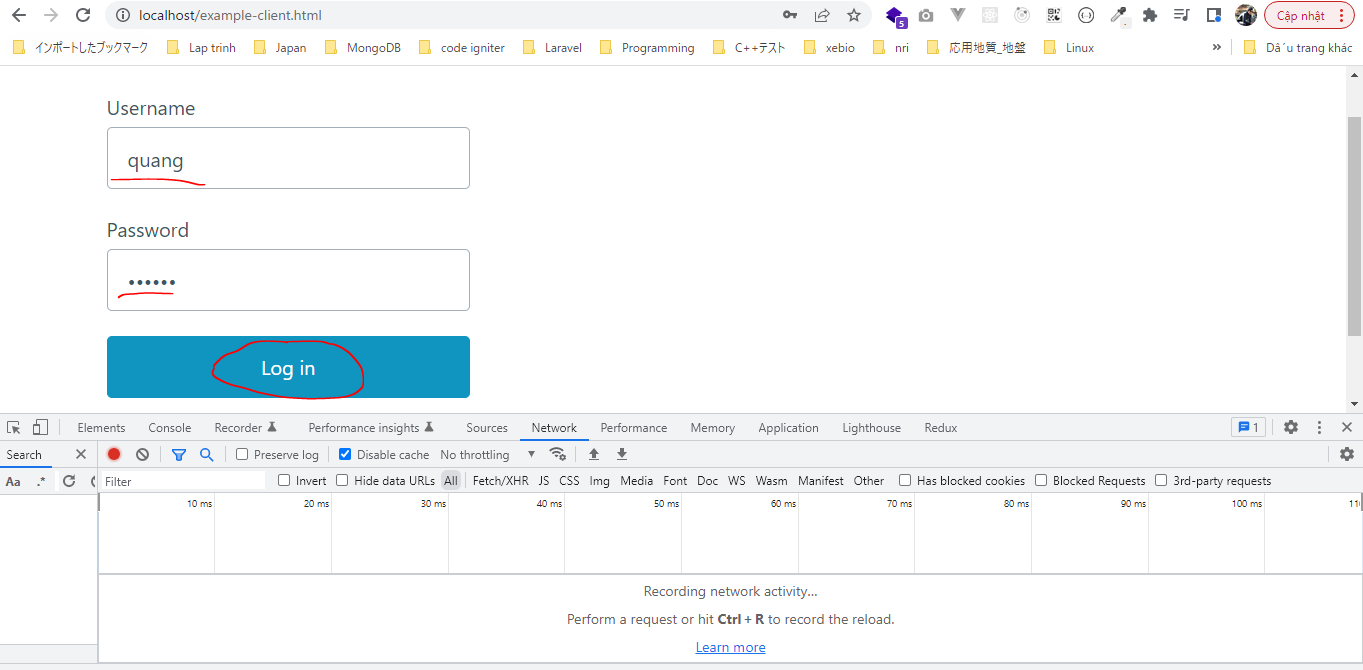 localhost/example-client.html
5
Cập nhật
インポートしたブックマーク Lap trinh Japan MongoDB code igniter Laravel Programming C++テスト xebio nri 応用地質_地盤 Linux » Dấu trang khác
Username
quang
Password
••••••
Log in
Elements Console Recorder Performance insights Sources Network Performance Memory Application Lighthouse Redux 1
Search Preserve log Disable cache No throttling
Aa .* Filter Invert Hide data URLs All Fetch/XHR JS CSS Img Media Font Doc WS Wasm Manifest Other Has blocked cookies Blocked Requests 3rd-party requests
10 ms 20 ms 30 ms 40 ms 50 ms 60 ms 70 ms 80 ms 90 ms 100 ms
Recording network activity…
Perform a request or hit Ctrl + R to record the reload.
Learn more